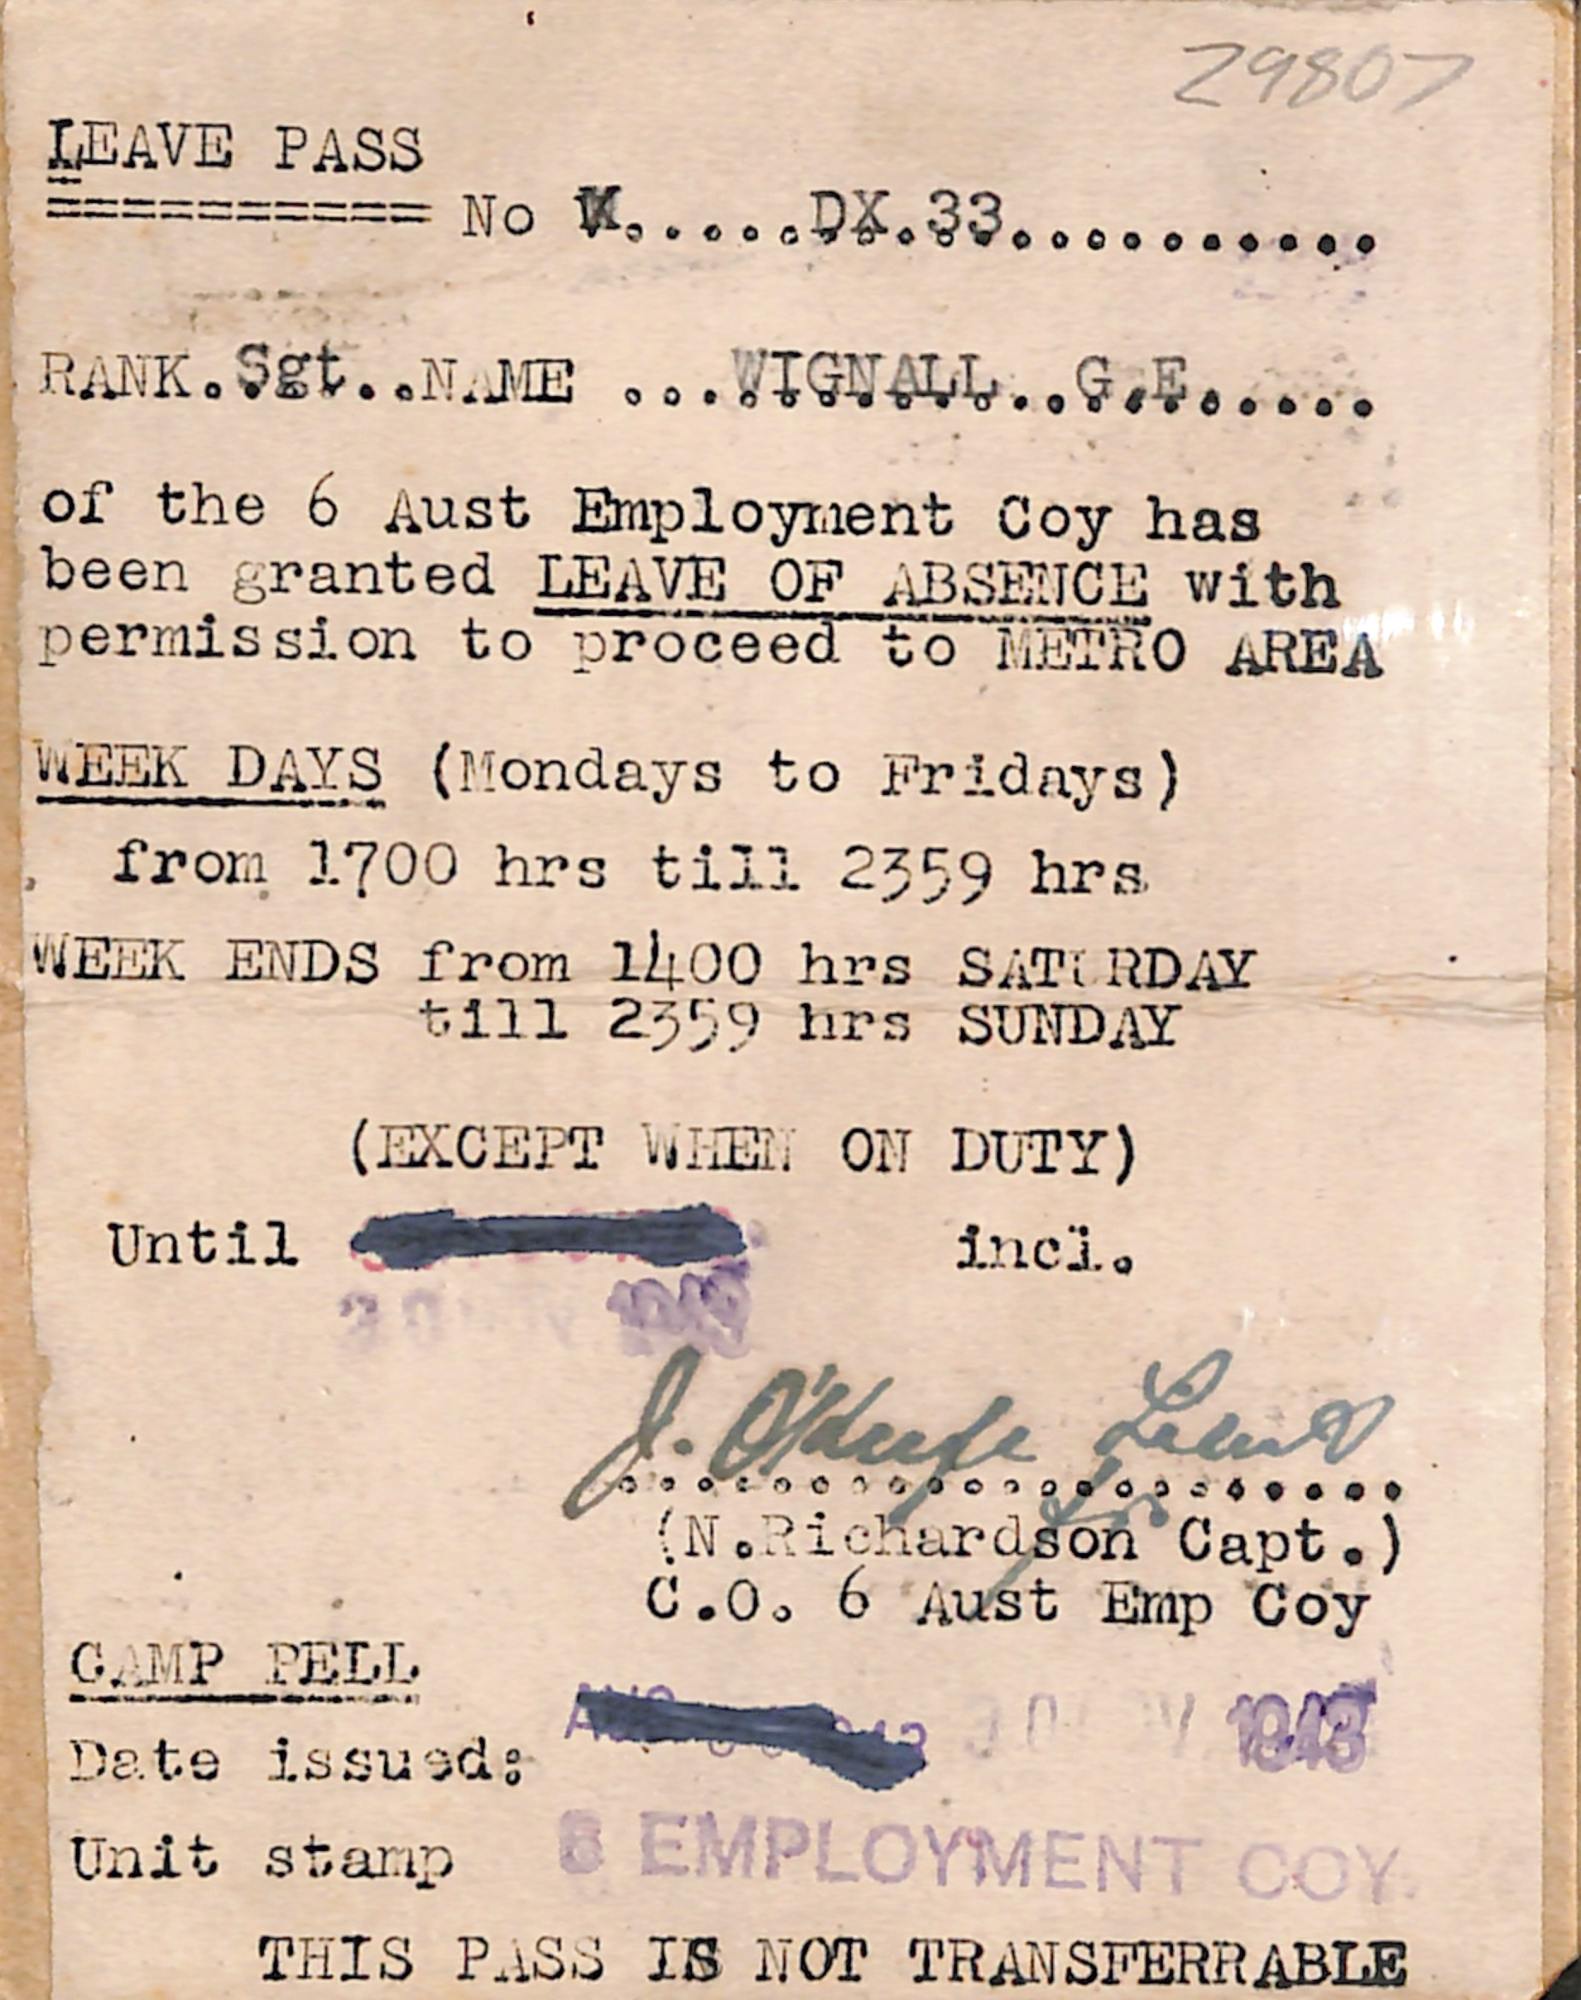 29807
LEAVE PASS
========== No V.....DX.33............
RANK.Sgt..NAME ...WIGNALL..G.E......
of the 6 Aust Employment Coy has
been granted LEAVE OF ABSENCE with
permission to proceed to METRO AREA
WEEK DAYS (Mondays to Fridays)
from 1700 hrs till 2359 hrs
WEEK ENDS from 1400 hrs SATURDAY
till 2359 hrs SUNDAY
(EXCEPT WHEN ON DUTY)
Until incl.
J. O'Keefe Lieut
for
(N.Richardson Capt.)
C.O. 6 Aust Emp Coy
CAMP PELL
Date issued: 1943
Unit stamp 6 EMPLOYMENT COY.
THIS PASS IS NOT TRANSFERRABLE